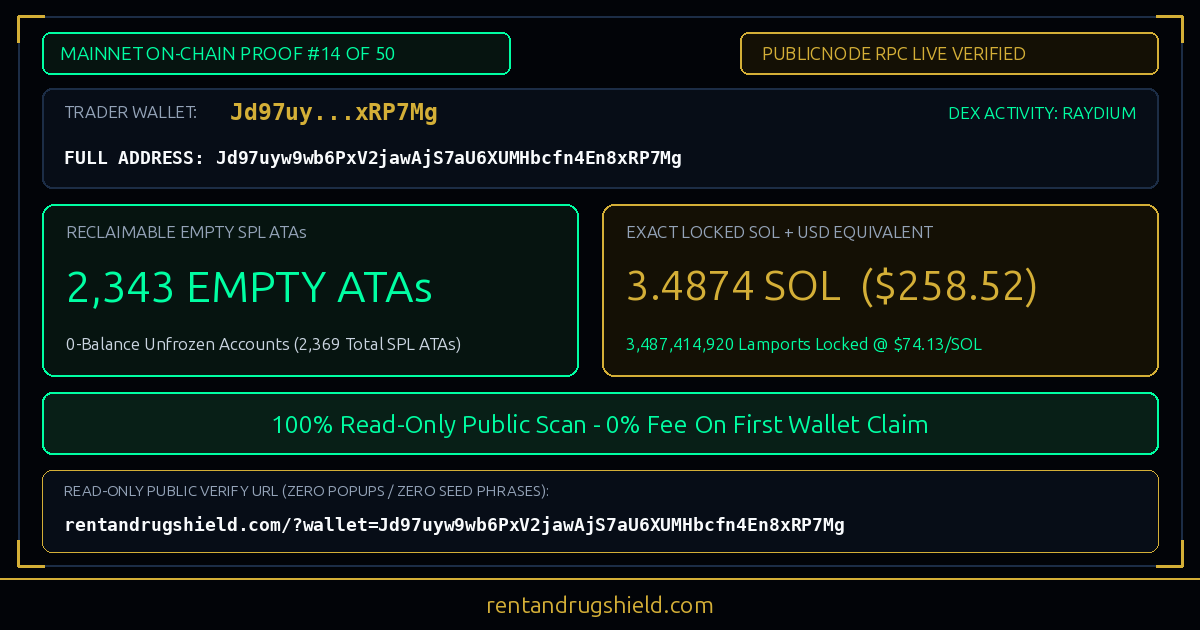 MAINNET ON-CHAIN PROOF #14 OF 50
PUBLICNODE RPC LIVE VERIFIED
TRADER WALLET: Jd97uy...xRP7Mg
DEX ACTIVITY: RAYDIUM
FULL ADDRESS: Jd97uyw9wb6PxV2jawAjS7aU6XUMHbcfn4En8xRP7Mg
RECLAIMABLE EMPTY SPL ATAs
2,343 EMPTY ATAs
0-Balance Unfrozen Accounts (2,369 Total SPL ATAs)
EXACT LOCKED SOL + USD EQUIVALENT
3.4874 SOL ($258.52)
3,487,414,920 Lamports Locked @ $74.13/SOL
100% Read-Only Public Scan - 0% Fee On First Wallet Claim
READ-ONLY PUBLIC VERIFY URL (ZERO POPUPS / ZERO SEED PHRASES):
rentandrugshield.com/?wallet=Jd97uyw9wb6PxV2jawAjS7aU6XUMHbcfn4En8xRP7Mg
rentandrugshield.com